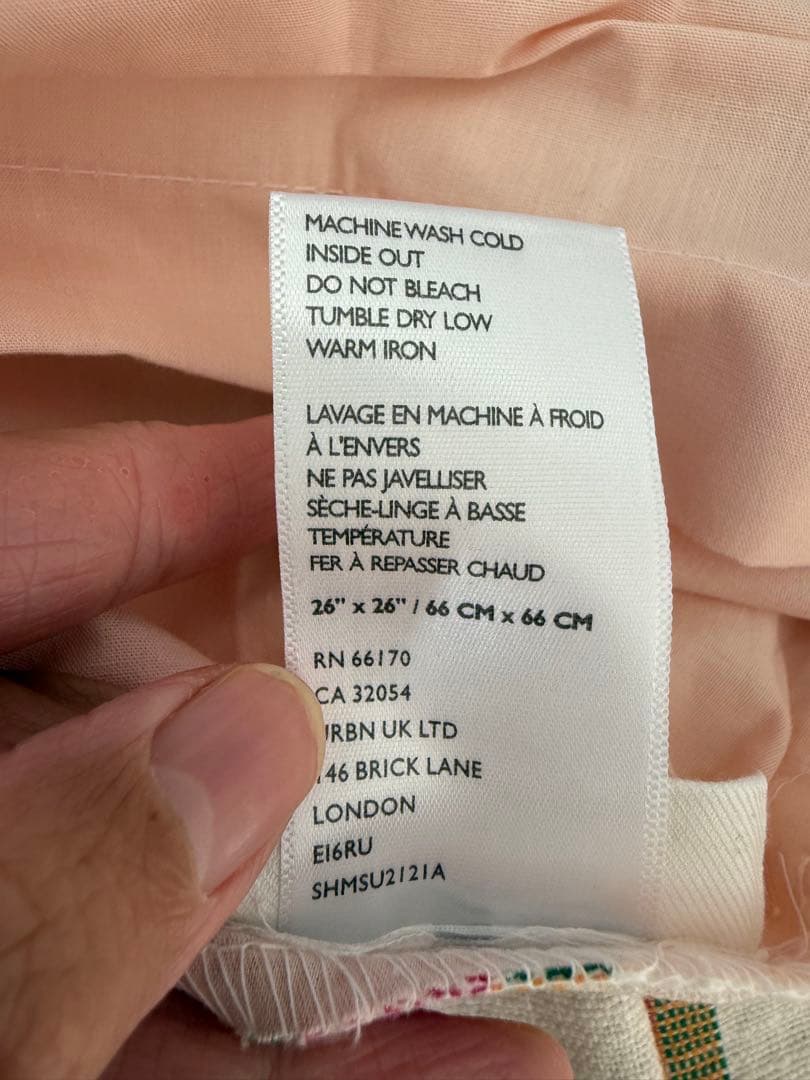 MACHINE WASH COLD
INSIDE OUT
DO NOT BLEACH
TUMBLE DRY LOW
WARM IRON
LAVAGE EN MACHINE À FROID
À L'ENVERS
NE PAS JAVELLISER
SÈCHE-LINGE À BASSE
TEMPÉRATURE
FER À REPASSER CHAUD
26" x 26" / 66 CM x 66 CM
RN 66170
CA 32054
URBN UK LTD
146 BRICK LANE
LONDON
E16RU
SHMSU2121A